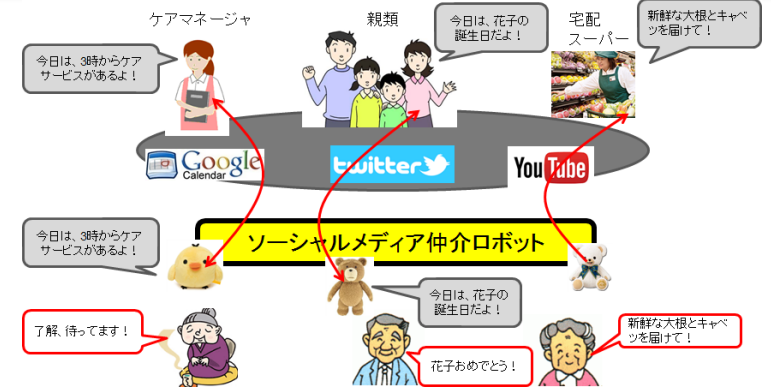 ケアマネージャ
親類
宅配
スーパー
今日は、3時からケア
サービスがあるよ！
今日は、花子の
誕生日だよ！
新鮮な大根とキャベ
ツを届けて！
Google
Calendar
twitter
YouTube
ソーシャルメディア仲介ロボット
今日は、3時からケア
サービスがあるよ！
今日は、花子の
誕生日だよ！
了解、待ってます！
花子おめでとう！
新鮮な大根とキャベ
ツを届けて！